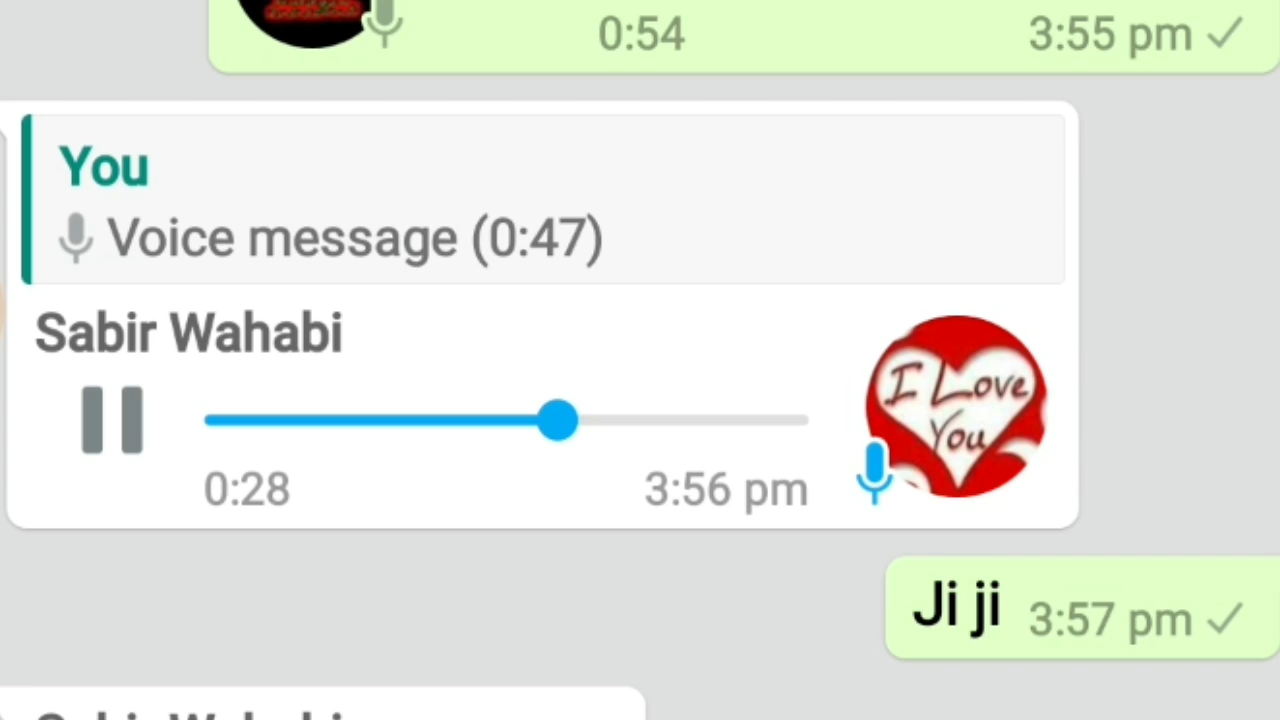 0:54 3:55 pm
You
Voice message (0:47)
Sabir Wahabi
I Love
You
0:28 3:56 pm
Ji ji 3:57 pm